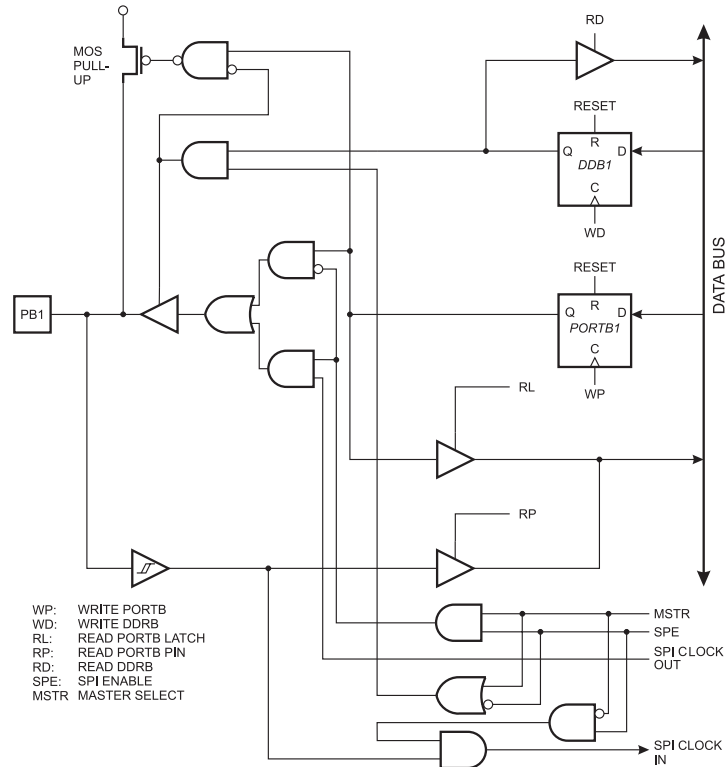 MOS
PULL-
UP
RD
RESET
R
Q
D
DDB1
C
WD
RESET
R
Q
D
PORTB1
C
WP
DATA BUS
PB1
RL
RP
WP: WRITE PORTB
WD: WRITE DDRB
RL: READ PORTB LATCH
RP: READ PORTB PIN
RD: READ DDRB
SPE: SPI ENABLE
MSTR MASTER SELECT
MSTR
SPE
SPI CLOCK
OUT
SPI CLOCK
IN